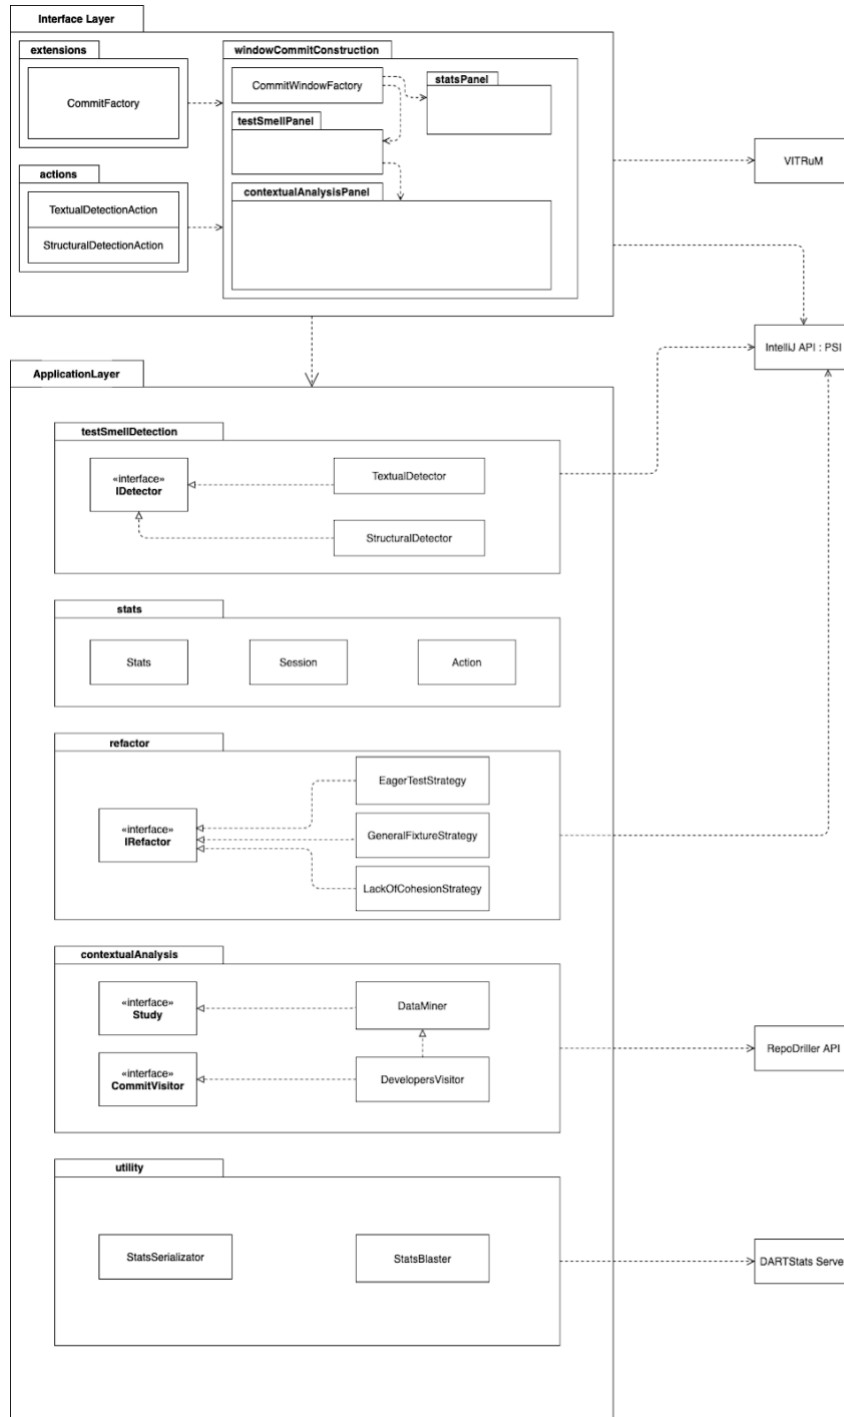 Interface Layer
extensions
CommitFactory
windowCommitConstruction
CommitWindowFactory
statsPanel
testSmellPanel
contextualAnalysisPanel
actions
TextualDetectionAction
StructuralDetectionAction
VITRuM
IntelliJ API : PSI
ApplicationLayer
testSmellDetection
«interface»
IDetector
TextualDetector
StructuralDetector
stats
Stats
Session
Action
refactor
«interface»
IRefactor
EagerTestStrategy
GeneralFixtureStrategy
LackOfCohesionStrategy
contextualAnalysis
«interface»
Study
DataMiner
«interface»
CommitVisitor
DevelopersVisitor
RepoDriller API
utility
StatsSerializator
StatsBlaster
DARTStats Serve